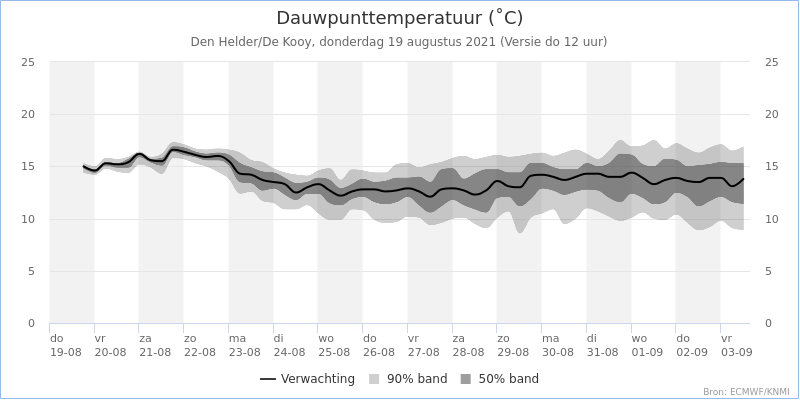 Dauwpunttemperatuur (˚C)
Den Helder/De Kooy, donderdag 19 augustus 2021 (Versie do 12 uur)
25 25
20 20
15 15
10 10
5 5
0 0
do vr za zo ma di wo do vr za zo ma di wo do vr
19-08 20-08 21-08 22-08 23-08 24-08 25-08 26-08 27-08 28-08 29-08 30-08 31-08 01-09 02-09 03-09
Verwachting 90% band 50% band
Bron: ECMWF/KNMI